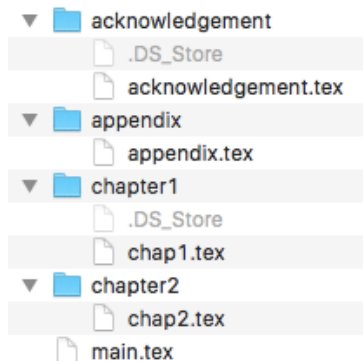 acknowledgement
.DS_Store
acknowledgement.tex
appendix
appendix.tex
chapter1
.DS_Store
chap1.tex
chapter2
chap2.tex
main.tex